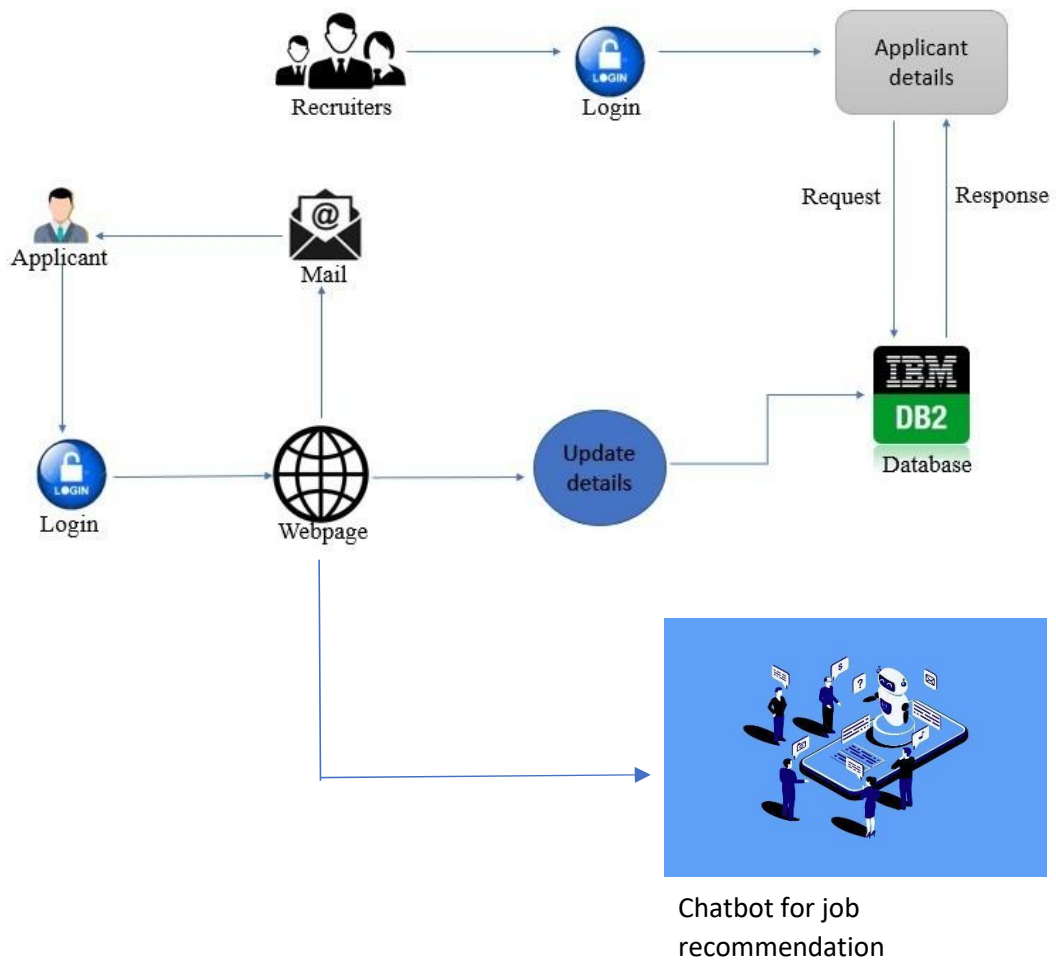 LOGIN
Applicant
details
Recruiters
Login
Request
Response
@
Applicant
Mail
IBM
DB2
Update
details
Database
LOGIN
Login
Webpage
$
?
Chatbot for job
recommendation